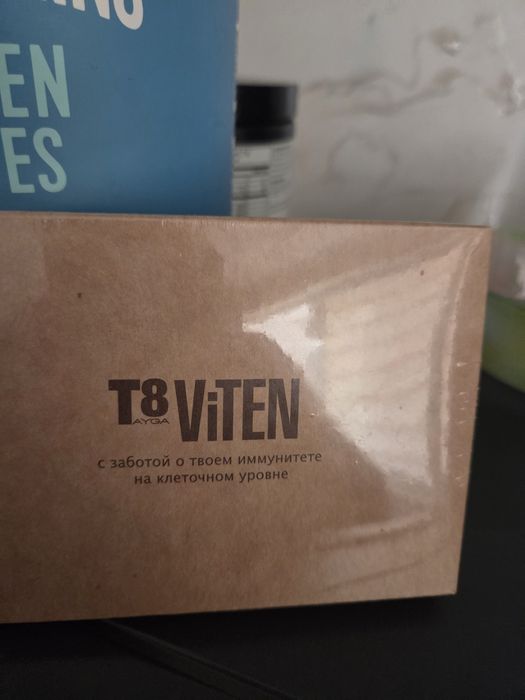 EN
ES
T8 ViTEN
AYGA
с заботой о твоем иммунитете
на клеточном уровне